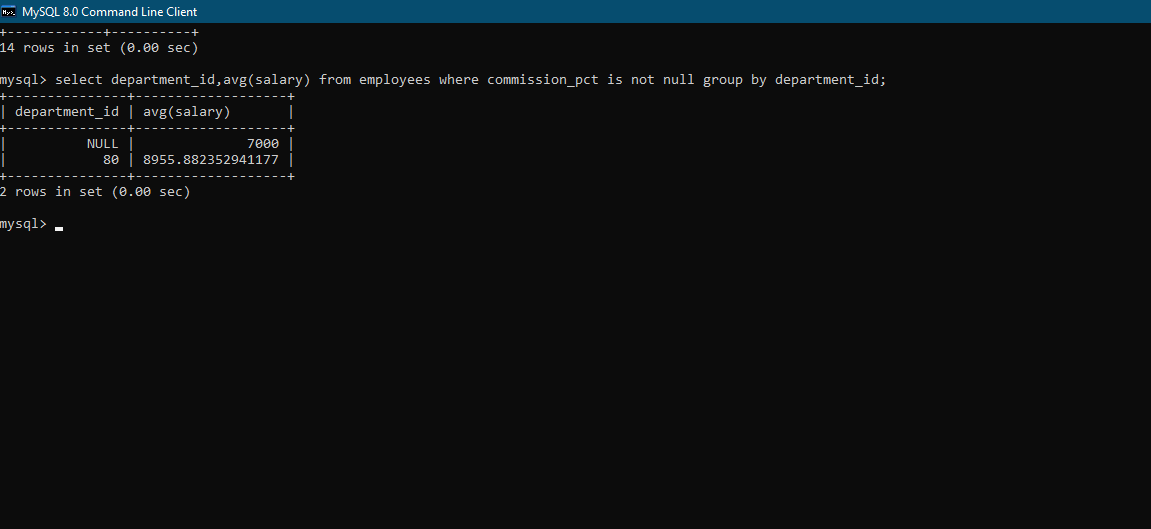 MySQL 8.0 Command Line Client
+------------+----------+
14 rows in set (0.00 sec)
mysql> select department_id,avg(salary) from employees where commission_pct is not null group by department_id;
+---------------+-------------------+
| department_id | avg(salary)       |
+---------------+-------------------+
|          NULL |              7000 |
|            80 | 8955.882352941177 |
+---------------+-------------------+
2 rows in set (0.00 sec)
mysql>